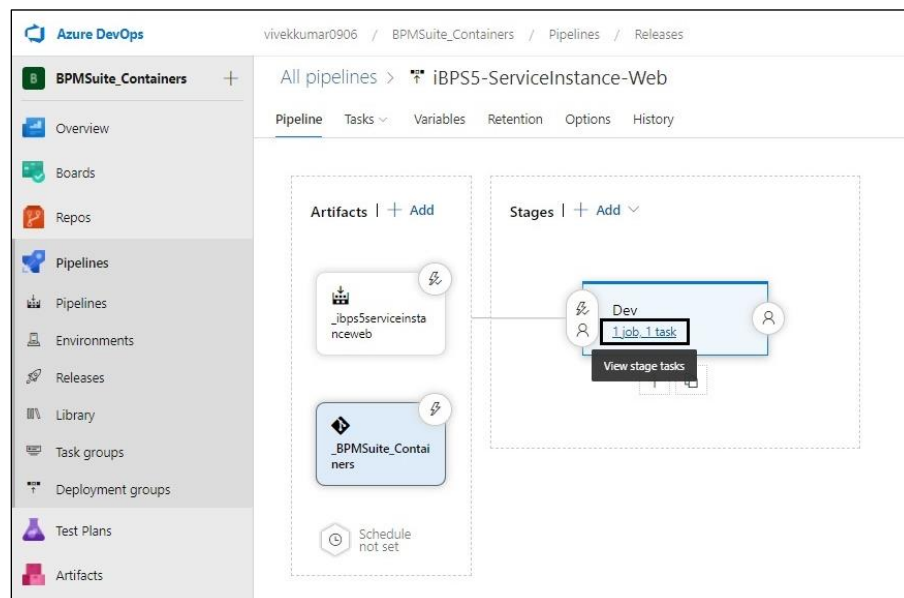 Azure DevOps
vivekkumar0906 / BPMSuite_Containers / Pipelines / Releases
B BPMSuite_Containers +
Overview
Boards
Repos
Pipelines
Pipelines
Environments
Releases
Library
Task groups
Deployment groups
Test Plans
Artifacts
All pipelines > iBPS5-ServiceInstance-Web
Pipeline Tasks Variables Retention Options History
Artifacts | + Add
_ibps5serviceinsta
nceweb
_BPMSuite_Contai
ners
Schedule
not set
Stages | + Add
Dev
1 job, 1 task
View stage tasks